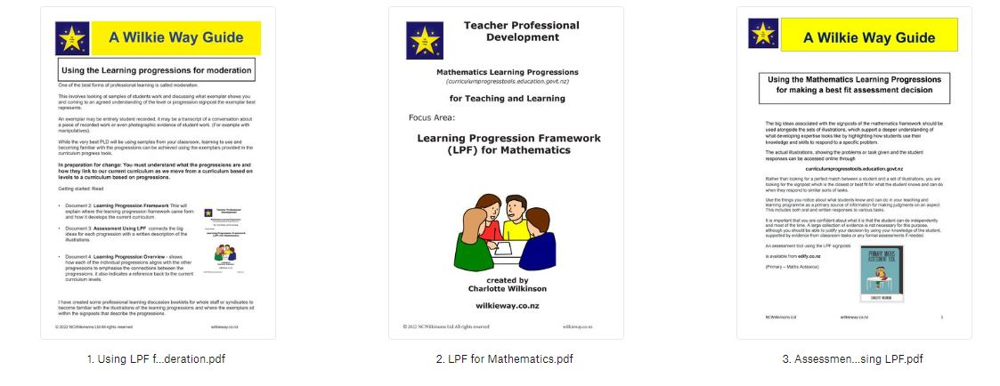 A Wilkie Way Guide
Using the Learning progressions for moderation
One of the best forms of professional learning is called moderation.
This involves looking at samples of students work and discussing what exemplar shows you
and coming to an agreed understanding of the level or progression signpost the exemplar best
represents.
An exemplar may be entirely student recorded, it may be a transcript of a conversation about
a piece of recorded work or even photographic evidence of student work. (For example with
manipulatives).
While the very best PLD will be using samples from your classroom, learning to use and
becoming familiar with the progressions can be achieved using the exemplars provided in the
curriculum progress tools.
In preparation for change: You must understand what the progressions are and
how they link to our current curriculum as we move from a curriculum based on
levels to a curriculum based on progressions.
Getting started: Read
• Document 2: Learning Progression Framework This will
explain where the learning progression framework came form
and how it develops the current curriculum.
• Document 3: Assessment Using LPF connects the big
ideas for each progression with a written description of the
illustrations.
• Document 4: Learning Progression Overview - shows
how each of the individual progressions aligns with the other
progressions to emphasise the connections between the
progressions. it also indicates a reference back to the current
curriculum levels.
Teacher Professional
Development
I have created some professional learning discussion booklets for whole staff or syndicates to
become familiar with the illustrations of the learning progressions and where the exemplars sit
within the signposts that describe the progressions.
© 2022 NCWilkinsons Ltd All rights reserved wilkieway.co.nz
1. Using LPF f...deration.pdf
Teacher Professional
Development
Mathematics Learning Progressions
(curriculumprogresstools.education.govt.nz)
for Teaching and Learning
Focus Area:
Learning Progression Framework
(LPF) for Mathematics
created by
Charlotte Wilkinson
wilkieway.co.nz
© 2022 NCWilkinsons Ltd All rights reserved wilkieway.co.nz
2. LPF for Mathematics.pdf
A Wilkie Way Guide
Using the Mathematics Learning Progressions
for making a best fit assessment decision
The big ideas associated with the signposts of the mathematics framework should be
used alongside the sets of illustrations, which support a deeper understanding of
what developing expertise looks like by highlighting how students use their
knowledge and skills to respond to a specific problem.
The actual illustrations, showing the problems or task given and the student
responses can be accessed online through
curriculumprogresstools.education.govt.nz
Rather than looking for a perfect match between a student and a set of illustrations, you are
looking for the signpost which is the closest or best fit for what the student knows and can do
when they respond to similar sorts of tasks.
Use the things you notice about what students know and can do in your teaching and
learning programme as a primary source of information for making judgments on an aspect.
This includes both oral and written responses to various tasks.
It is important that you are confident about what it is that the student can do independently
and most of the time. A large collection of evidence is not necessary for this purpose,
although you should be able to justify your decision by using your knowledge of the student,
supported by evidence from classroom tasks or any formal assessments if needed.
An assessment tool using the LPF signposts
is available from edify.co.nz
(Primary – Maths Aotearoa)
PRIMARY MATHS
ASSESSMENT TOOL
CHARLOTTE WILKINSON
NCWilkinsons Ltd wilkieway.co.nz 1
3. Assessmen...sing LPF.pdf